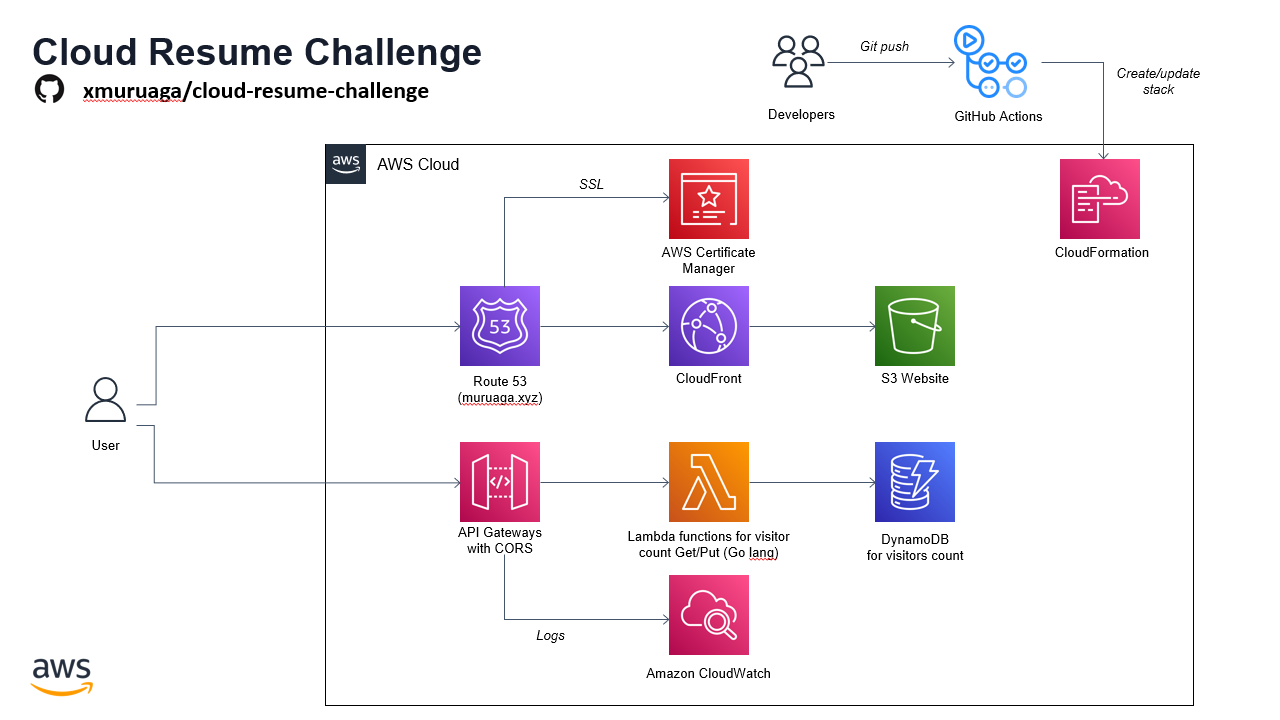 Cloud Resume Challenge
xmuruaga/cloud-resume-challenge
Git push
Developers
GitHub Actions
Create/update
stack
aws
AWS Cloud
SSL
AWS Certificate
Manager
CloudFormation
53
Route 53
(muruaga.xyz)
CloudFront
S3 Website
User
</>
API Gateways
with CORS
Lambda functions for visitor
count Get/Put (Go lang)
DynamoDB
for visitors count
Logs
Amazon CloudWatch
aws